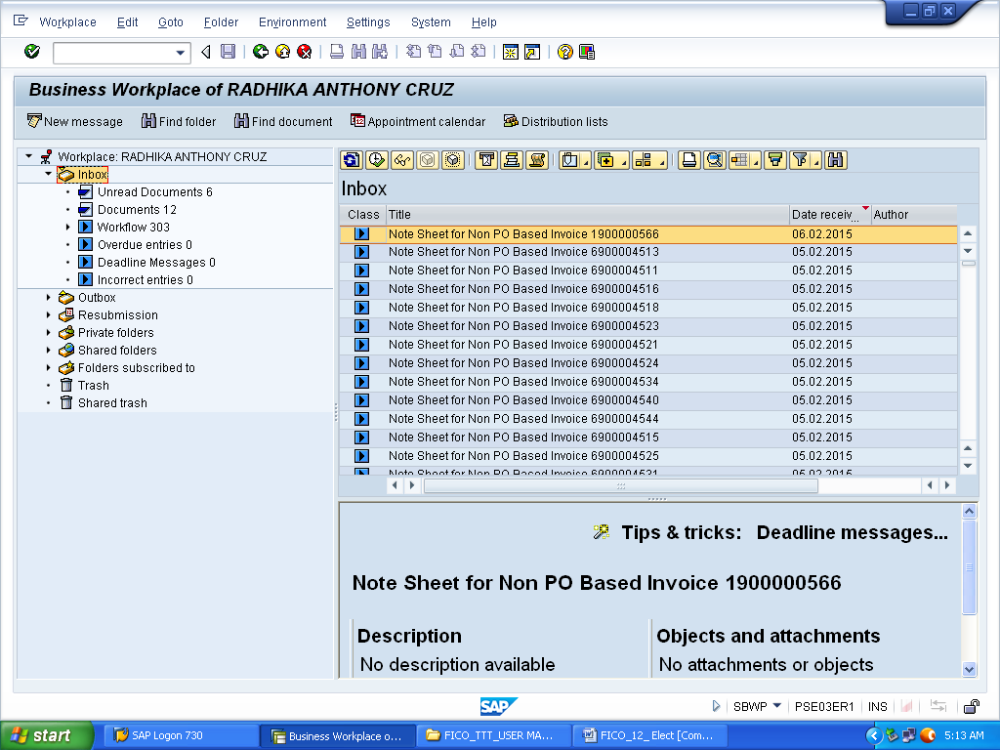 Workplace Edit Goto Folder Environment Settings System Help
Business Workplace of RADHIKA ANTHONY CRUZ
New message Find folder Find document Appointment calendar Distribution lists
Workplace: RADHIKA ANTHONY CRUZ
Inbox
Unread Documents 6
Documents 12
Workflow 303
Overdue entries 0
Deadline Messages 0
Incorrect entries 0
Outbox
Resubmission
Private folders
Shared folders
Folders subscribed to
Trash
Shared trash
Inbox
Class Title Date receiv... Author
Note Sheet for Non PO Based Invoice 1900000566 06.02.2015
Note Sheet for Non PO Based Invoice 6900004513 05.02.2015
Note Sheet for Non PO Based Invoice 6900004511 05.02.2015
Note Sheet for Non PO Based Invoice 6900004516 05.02.2015
Note Sheet for Non PO Based Invoice 6900004518 05.02.2015
Note Sheet for Non PO Based Invoice 6900004523 05.02.2015
Note Sheet for Non PO Based Invoice 6900004521 05.02.2015
Note Sheet for Non PO Based Invoice 6900004524 05.02.2015
Note Sheet for Non PO Based Invoice 6900004534 05.02.2015
Note Sheet for Non PO Based Invoice 6900004540 05.02.2015
Note Sheet for Non PO Based Invoice 6900004544 05.02.2015
Note Sheet for Non PO Based Invoice 6900004515 05.02.2015
Note Sheet for Non PO Based Invoice 6900004525 05.02.2015
Note Sheet for Non PO Based Invoice 05.02.2015
Tips & tricks: Deadline messages...
Note Sheet for Non PO Based Invoice 1900000566
Description Objects and attachments
No description available No attachments or objects
SAP SBWP PSE03ER1 INS
start SAP Logon 730 Business Workplace o... FICO_TTT_USER MA... FICO_12_ Elect [Com... 5:13 AM